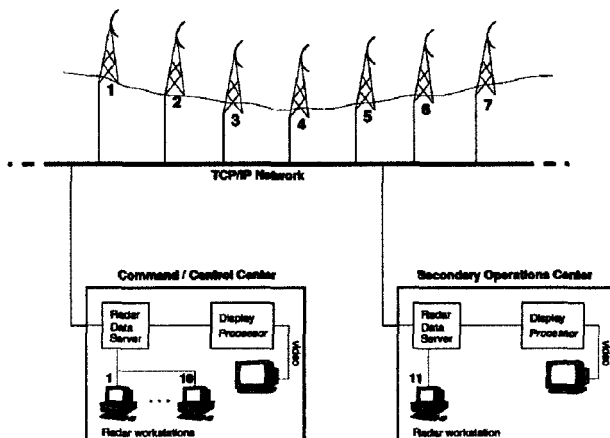 1
2
3
4
5
6
7
TCP/IP Network
Command / Control Center
Radar
Data
Server
Display
Processor
video
1
10
Radar workstations
Secondary Operations Center
Radar
Data
Server
Display
Processor
video
11
Radar workstation